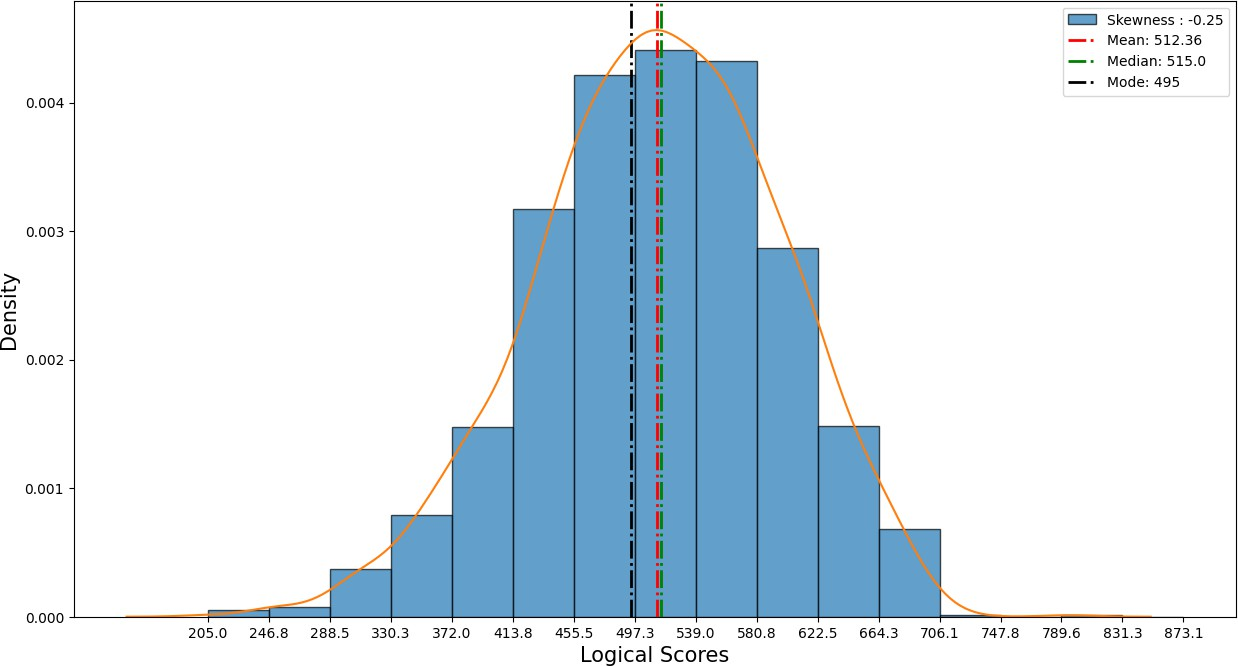 Skewness : -0.25
Mean: 512.36
Median: 515.0
Mode: 495
Density
0.004
0.003
0.002
0.001
0.000
205.0 246.8 288.5 330.3 372.0 413.8 455.5 497.3 539.0 580.8 622.5 664.3 706.1 747.8 789.6 831.3 873.1
Logical Scores